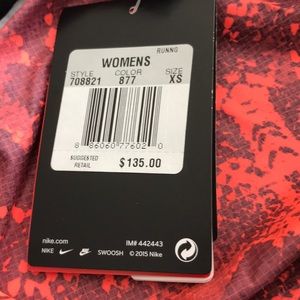 RUNNG
WOMENS
STYLE COLOR SIZE
708821 877 XS
8 86060 77602 0
SUGGESTED
RETAIL $135.00
nike.com IM# 442443
NIKE SWOOSH © 2015 Nike